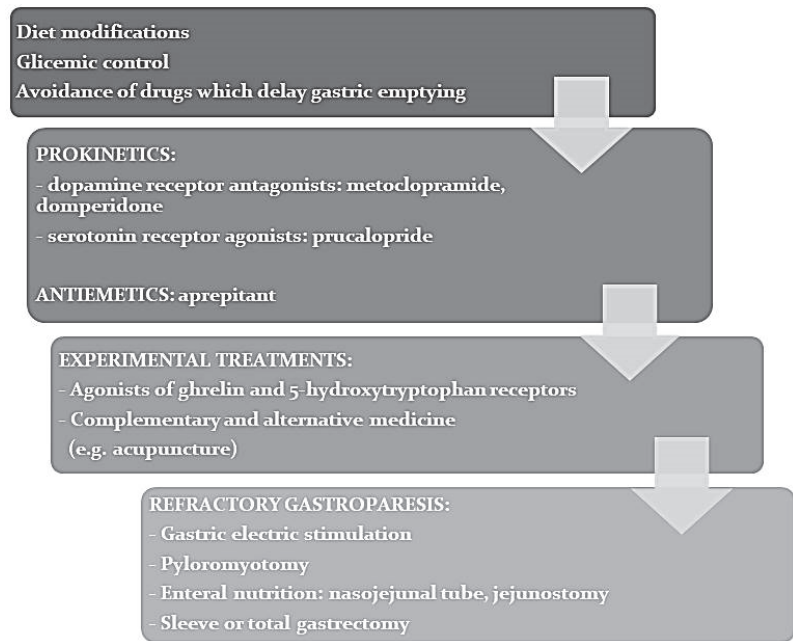 Diet modifications
Glicemic control
Avoidance of drugs which delay gastric emptying
PROKINETICS:
- dopamine receptor antagonists: metoclopramide,
domperidone
- serotonin receptor agonists: prucalopride
ANTIEMETICS: aprepitant
EXPERIMENTAL TREATMENTS:
- Agonists of ghrelin and 5-hydroxytryptophan receptors
- Complementary and alternative medicine
(e.g. acupuncture)
REFRACTORY GASTROPARESIS:
- Gastric electric stimulation
- Pyloromyotomy
- Enteral nutrition: nasojejunal tube, jejunostomy
- Sleeve or total gastrectomy